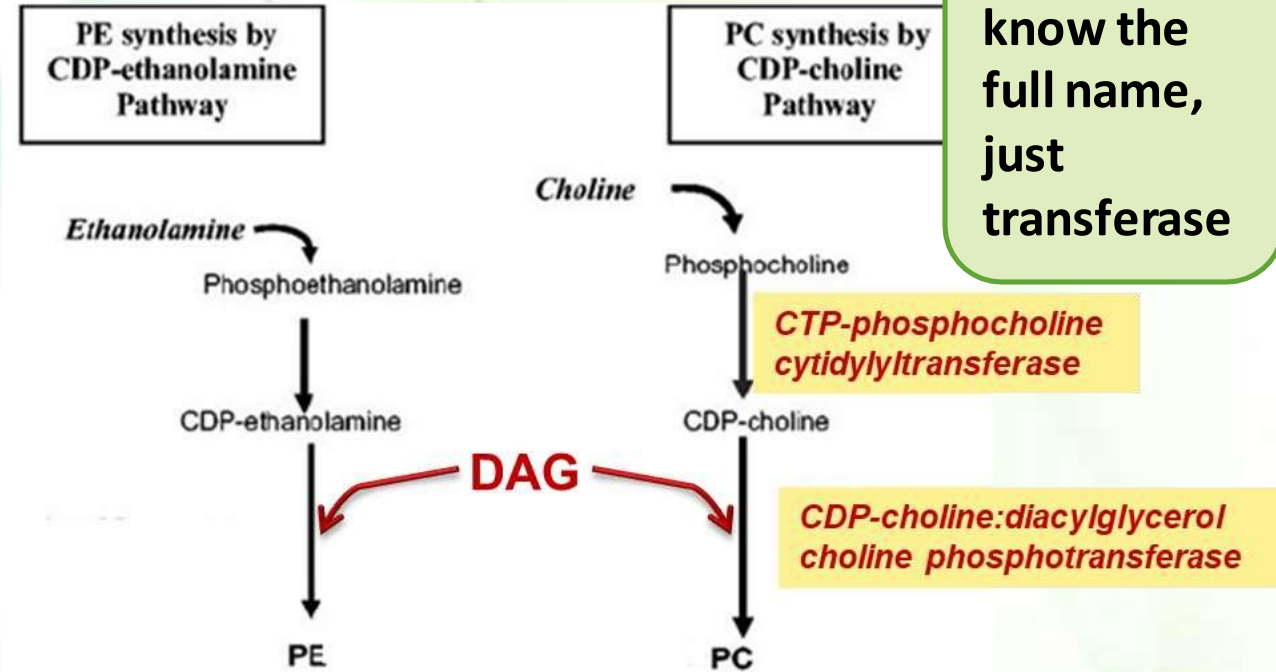 PE synthesis by
CDP-ethanolamine
Pathway
PC synthesis by
CDP-choline
Pathway
know the
full name,
just
transferase
Choline
Ethanolamine
Phosphocholine
Phosphoethanolamine
CTP-phosphocholine
cytidylyltransferase
CDP-ethanolamine
CDP-choline
DAG
CDP-choline:diacylglycerol
choline phosphotransferase
PE
PC